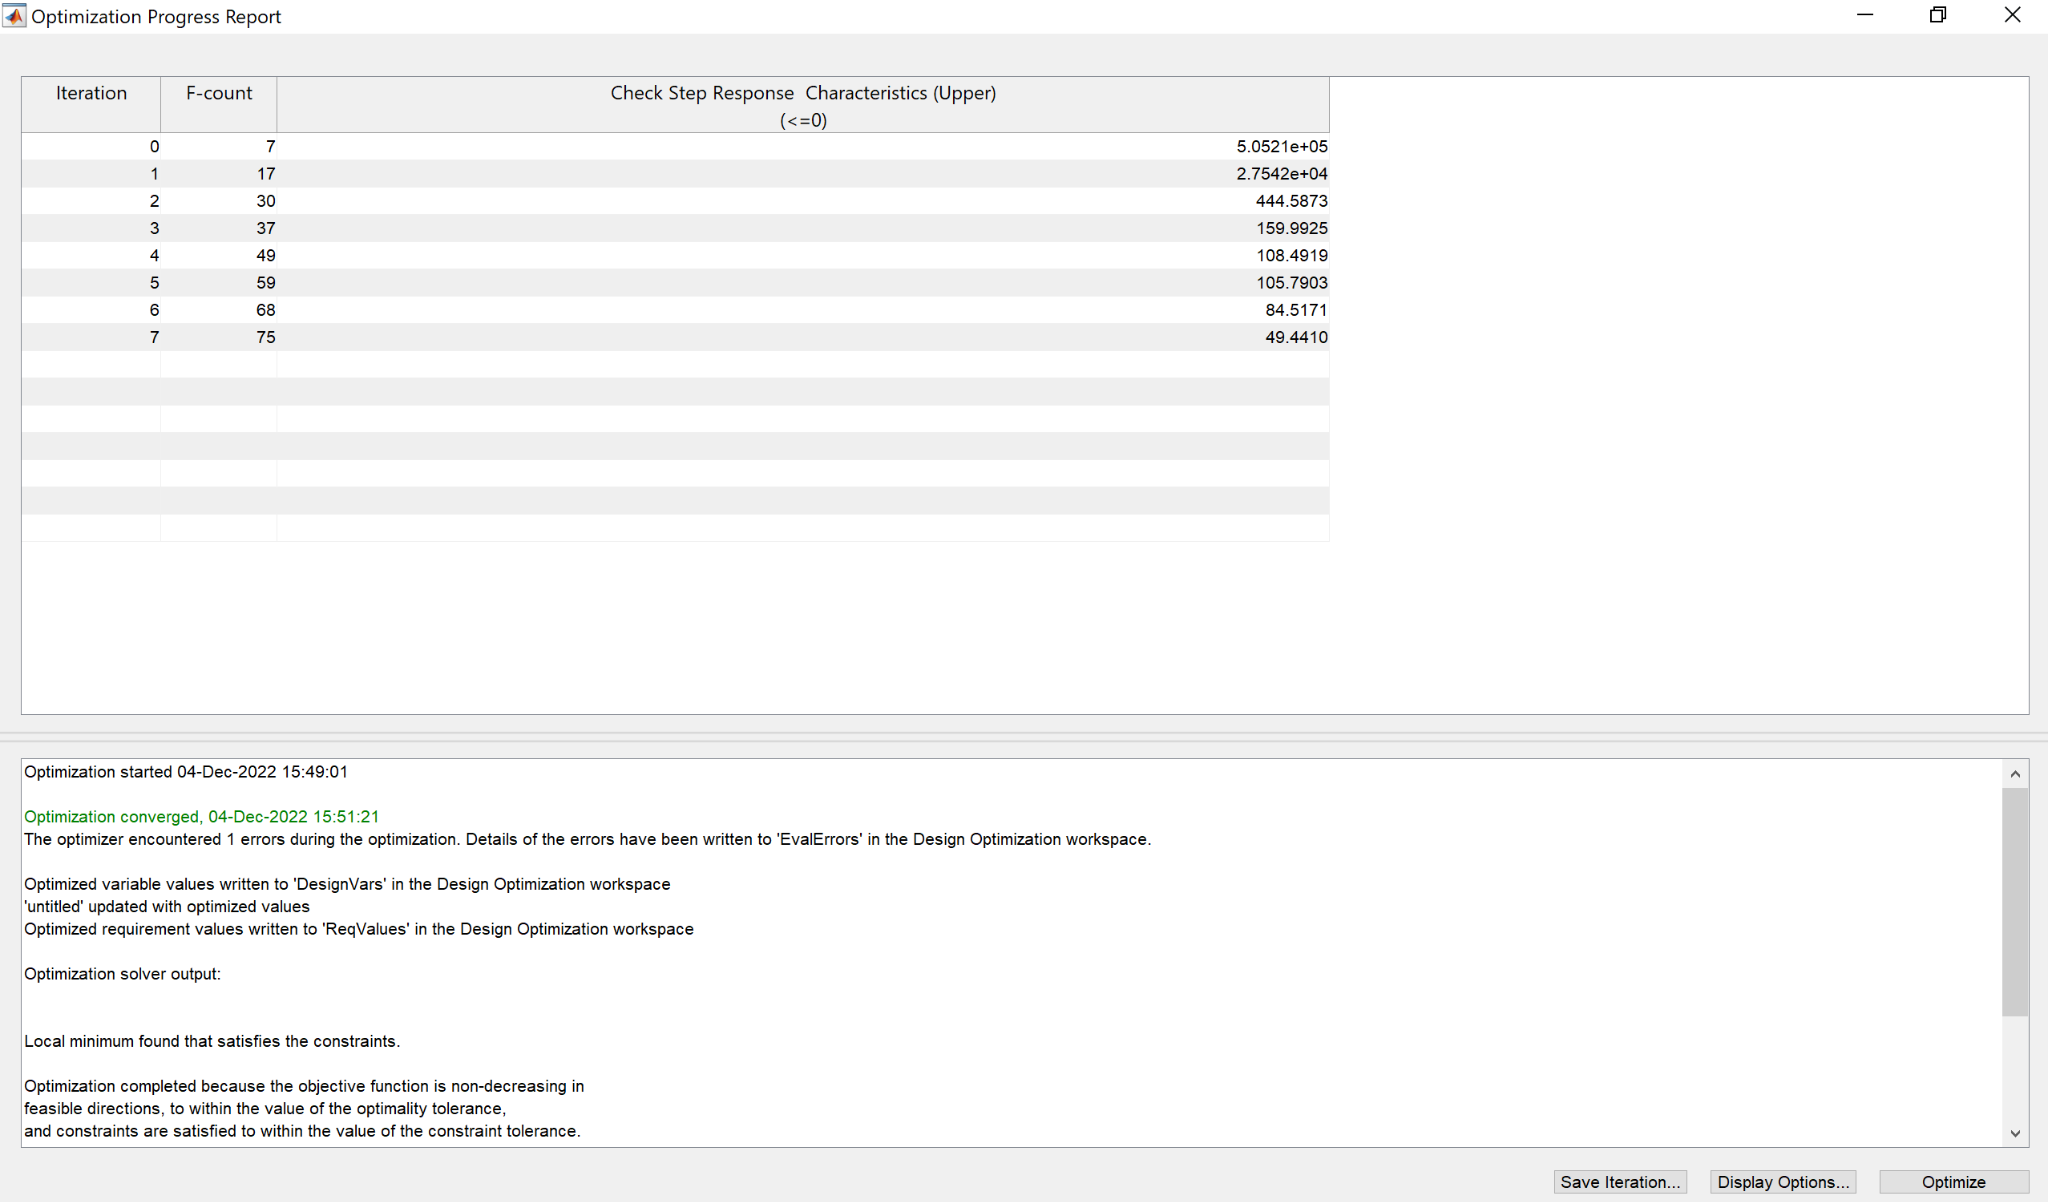 Optimization Progress Report
Iteration F-count Check Step Response Characteristics (Upper)
(<=0)
0 7 5.0521e+05
1 17 2.7542e+04
2 30 444.5873
3 37 159.9925
4 49 108.4919
5 59 105.7903
6 68 84.5171
7 75 49.4410
Optimization started 04-Dec-2022 15:49:01
Optimization converged, 04-Dec-2022 15:51:21
The optimizer encountered 1 errors during the optimization. Details of the errors have been written to 'EvalErrors' in the Design Optimization workspace.
Optimized variable values written to 'DesignVars' in the Design Optimization workspace
'untitled' updated with optimized values
Optimized requirement values written to 'ReqValues' in the Design Optimization workspace
Optimization solver output:
Local minimum found that satisfies the constraints.
Optimization completed because the objective function is non-decreasing in
feasible directions, to within the value of the optimality tolerance,
and constraints are satisfied to within the value of the constraint tolerance.
Save Iteration... Display Options... Optimize